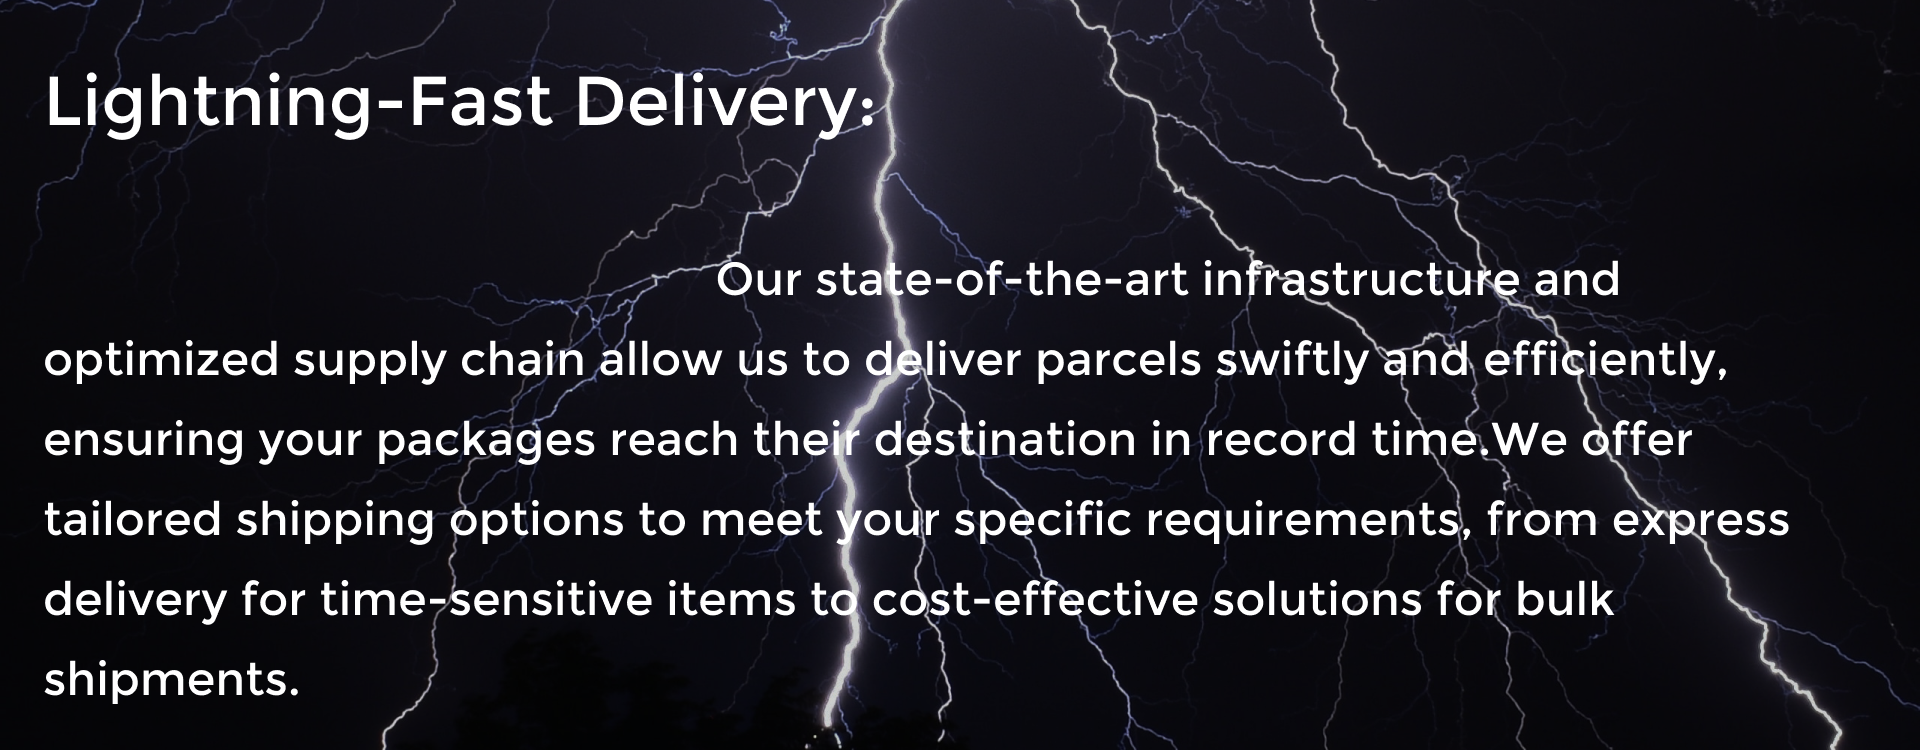 Lightning-Fast Delivery:
Our state-of-the-art infrastructure and
optimized supply chain allow us to deliver parcels swiftly and efficiently,
ensuring your packages reach their destination in record time.We offer
tailored shipping options to meet your specific requirements, from express
delivery for time-sensitive items to cost-effective solutions for bulk
shipments.